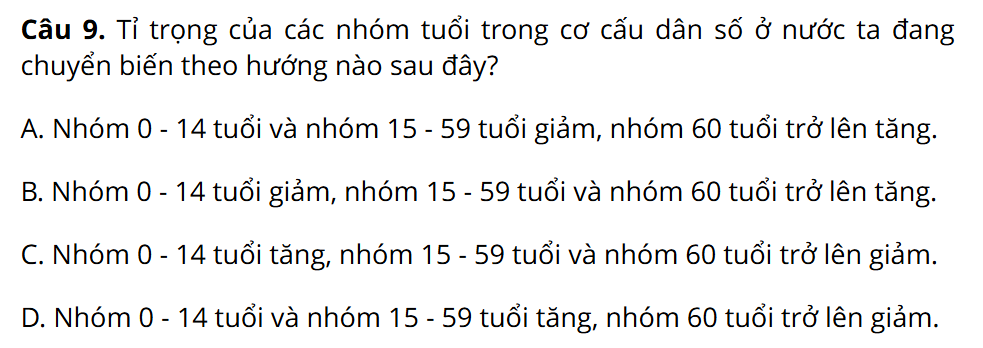 Câu 9. Tỉ trọng của các nhóm tuổi trong cơ cấu dân số ở nước ta đang
chuyển biến theo hướng nào sau đây?
A. Nhóm 0 - 14 tuổi và nhóm 15 - 59 tuổi giảm, nhóm 60 tuổi trở lên tăng.
B. Nhóm 0 - 14 tuổi giảm, nhóm 15 - 59 tuổi và nhóm 60 tuổi trở lên tăng.
C. Nhóm 0 - 14 tuổi tăng, nhóm 15 - 59 tuổi và nhóm 60 tuổi trở lên giảm.
D. Nhóm 0 - 14 tuổi và nhóm 15 - 59 tuổi tăng, nhóm 60 tuổi trở lên giảm.